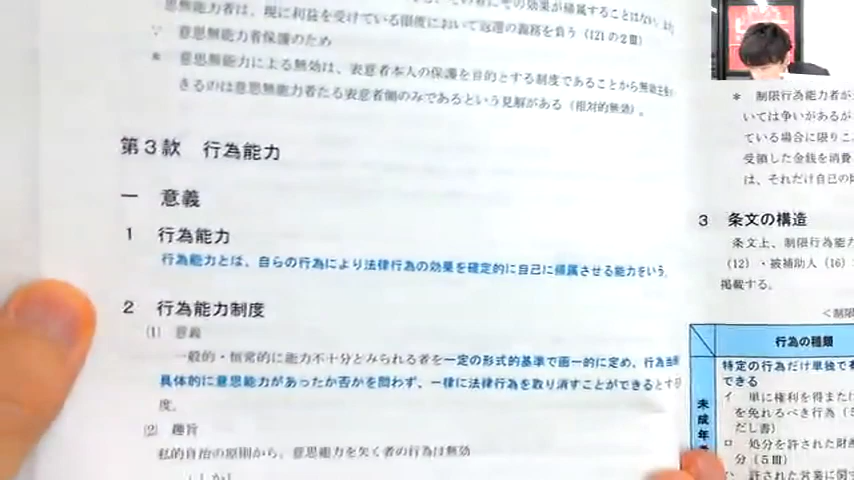 思無能力者は、現に利益を受けている限度において返還の義務を負う（121の2Ⅲ）
∵ 意思無能力者保護のため
* 意思無能力による無効は、表意者本人の保護を目的とする制度であることから無効主張
きるのは意思無能力者たる表意者側のみであるという見解がある（相対的無効）。
第3款 行為能力
一 意義
1 行為能力
行為能力とは、自らの行為により法律行為の効果を確定的に自己に帰属させる能力をいう
2 行為能力制度
⑴ 意義
一般的・恒常的に能力不十分とみられる者を一定の形式的基準で画一的に定め、行為当時
具体的に意思能力があったか否かを問わず、一律に法律行為を取り消すことができるとする
度。
⑵ 趣旨
私的自治の原則から、意思能力を欠く者の行為は無効
* 制限行為能力者が
いては争いがあるが
ている場合に限りこ
受領した金銭を消費
は、それだけ自己の
3 条文の構造
条文上、制限行為能力
（12）・被補助人（16）
掲載する。
＜制限
行為の種類
未成年
特定の行為だけ単独で
できる
イ 単に権利を得または
を免れるべき行為（5
だし書）
ロ 処分を許された財産
分（5Ⅲ）
許された営業に関